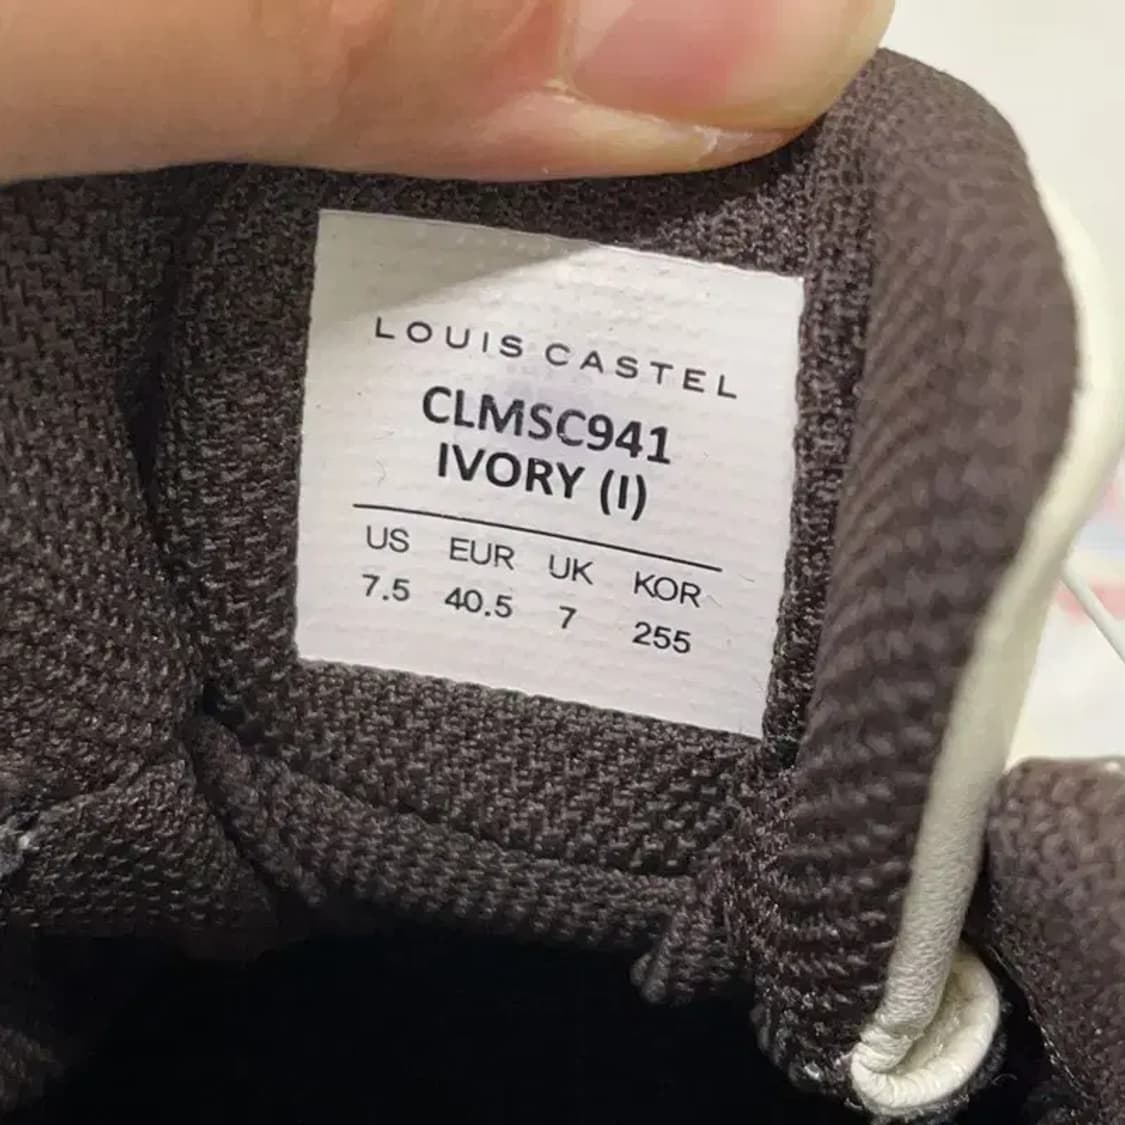 LOUIS CASTEL
CLMSC941
IVORY (I)
US EUR UK KOR
7.5 40.5 7 255